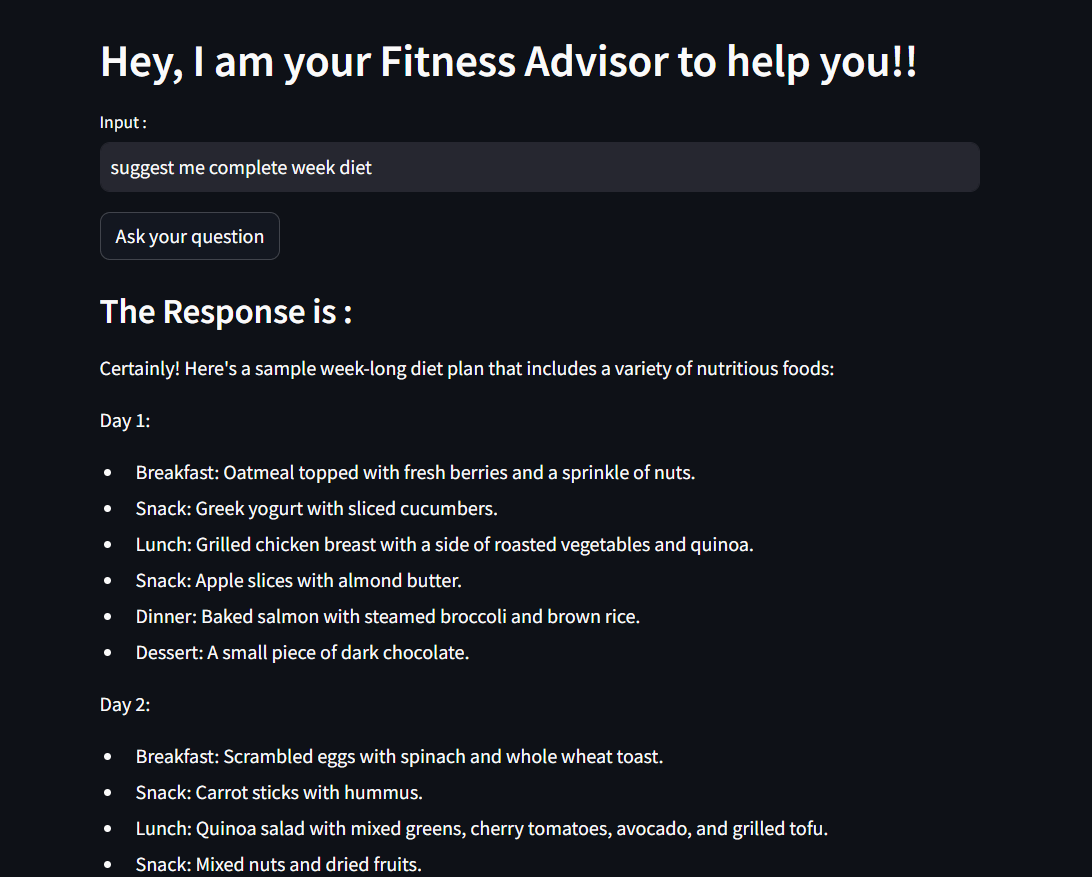 Hey, I am your Fitness Advisor to help you!!
Input :
suggest me complete week diet
Ask your question
The Response is :
Certainly! Here's a sample week-long diet plan that includes a variety of nutritious foods:
Day 1:
• Breakfast: Oatmeal topped with fresh berries and a sprinkle of nuts.
• Snack: Greek yogurt with sliced cucumbers.
• Lunch: Grilled chicken breast with a side of roasted vegetables and quinoa.
• Snack: Apple slices with almond butter.
• Dinner: Baked salmon with steamed broccoli and brown rice.
• Dessert: A small piece of dark chocolate.
Day 2:
• Breakfast: Scrambled eggs with spinach and whole wheat toast.
• Snack: Carrot sticks with hummus.
• Lunch: Quinoa salad with mixed greens, cherry tomatoes, avocado, and grilled tofu.
• Snack: Mixed nuts and dried fruits.